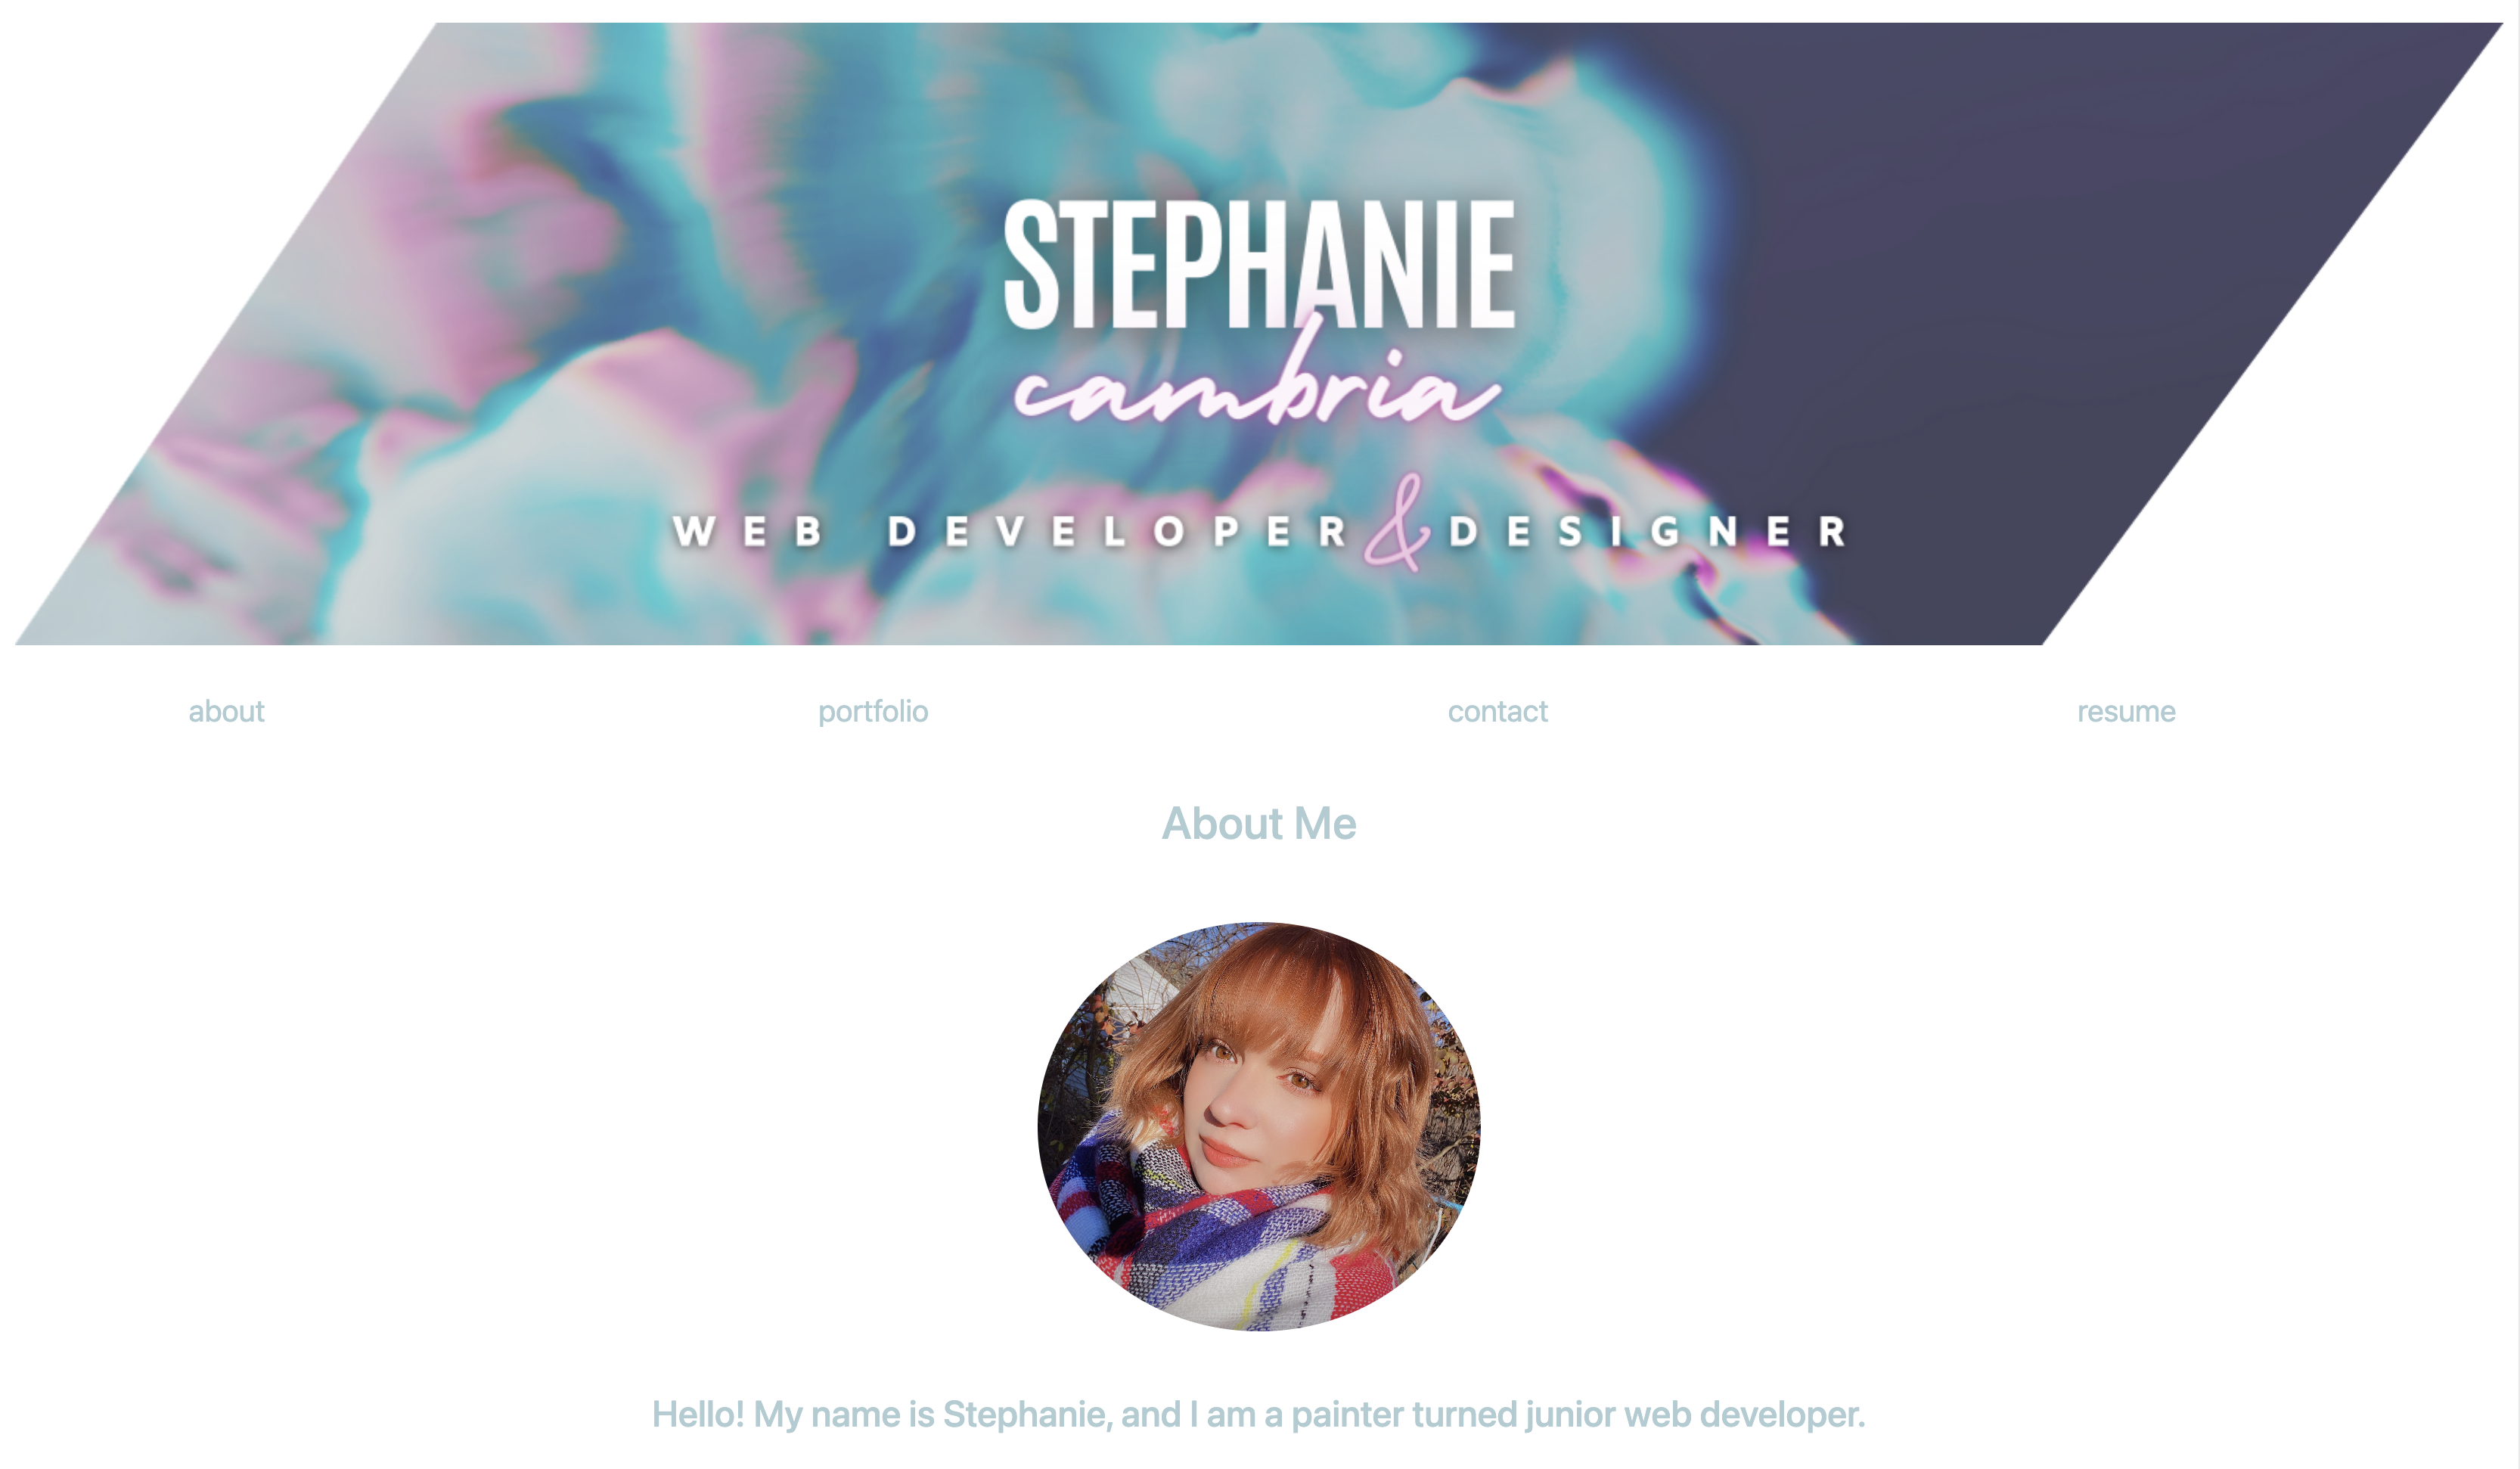 STEPHANIE
cambria
WEB DEVELOPER & DESIGNER
about portfolio contact resume
About Me
Hello! My name is Stephanie, and I am a painter turned junior web developer.